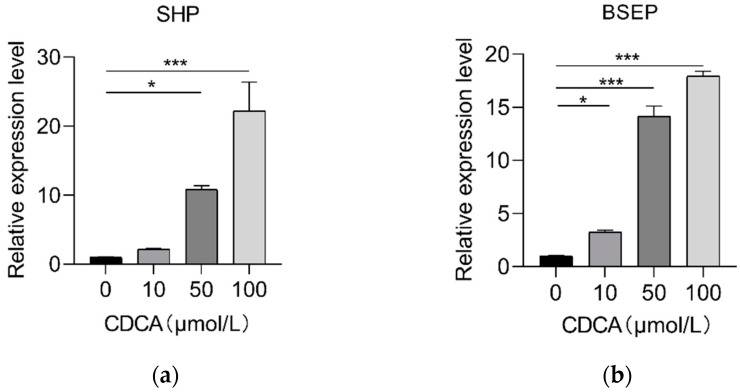 SHP
Relative expression level
30
20
10
0
***
*
0 10 50 100
CDCA（μmol/L）
(a)
BSEP
Relative expression level
20
15
10
5
0
***
***
*
0 10 50 100
CDCA（μmol/L）
(b)